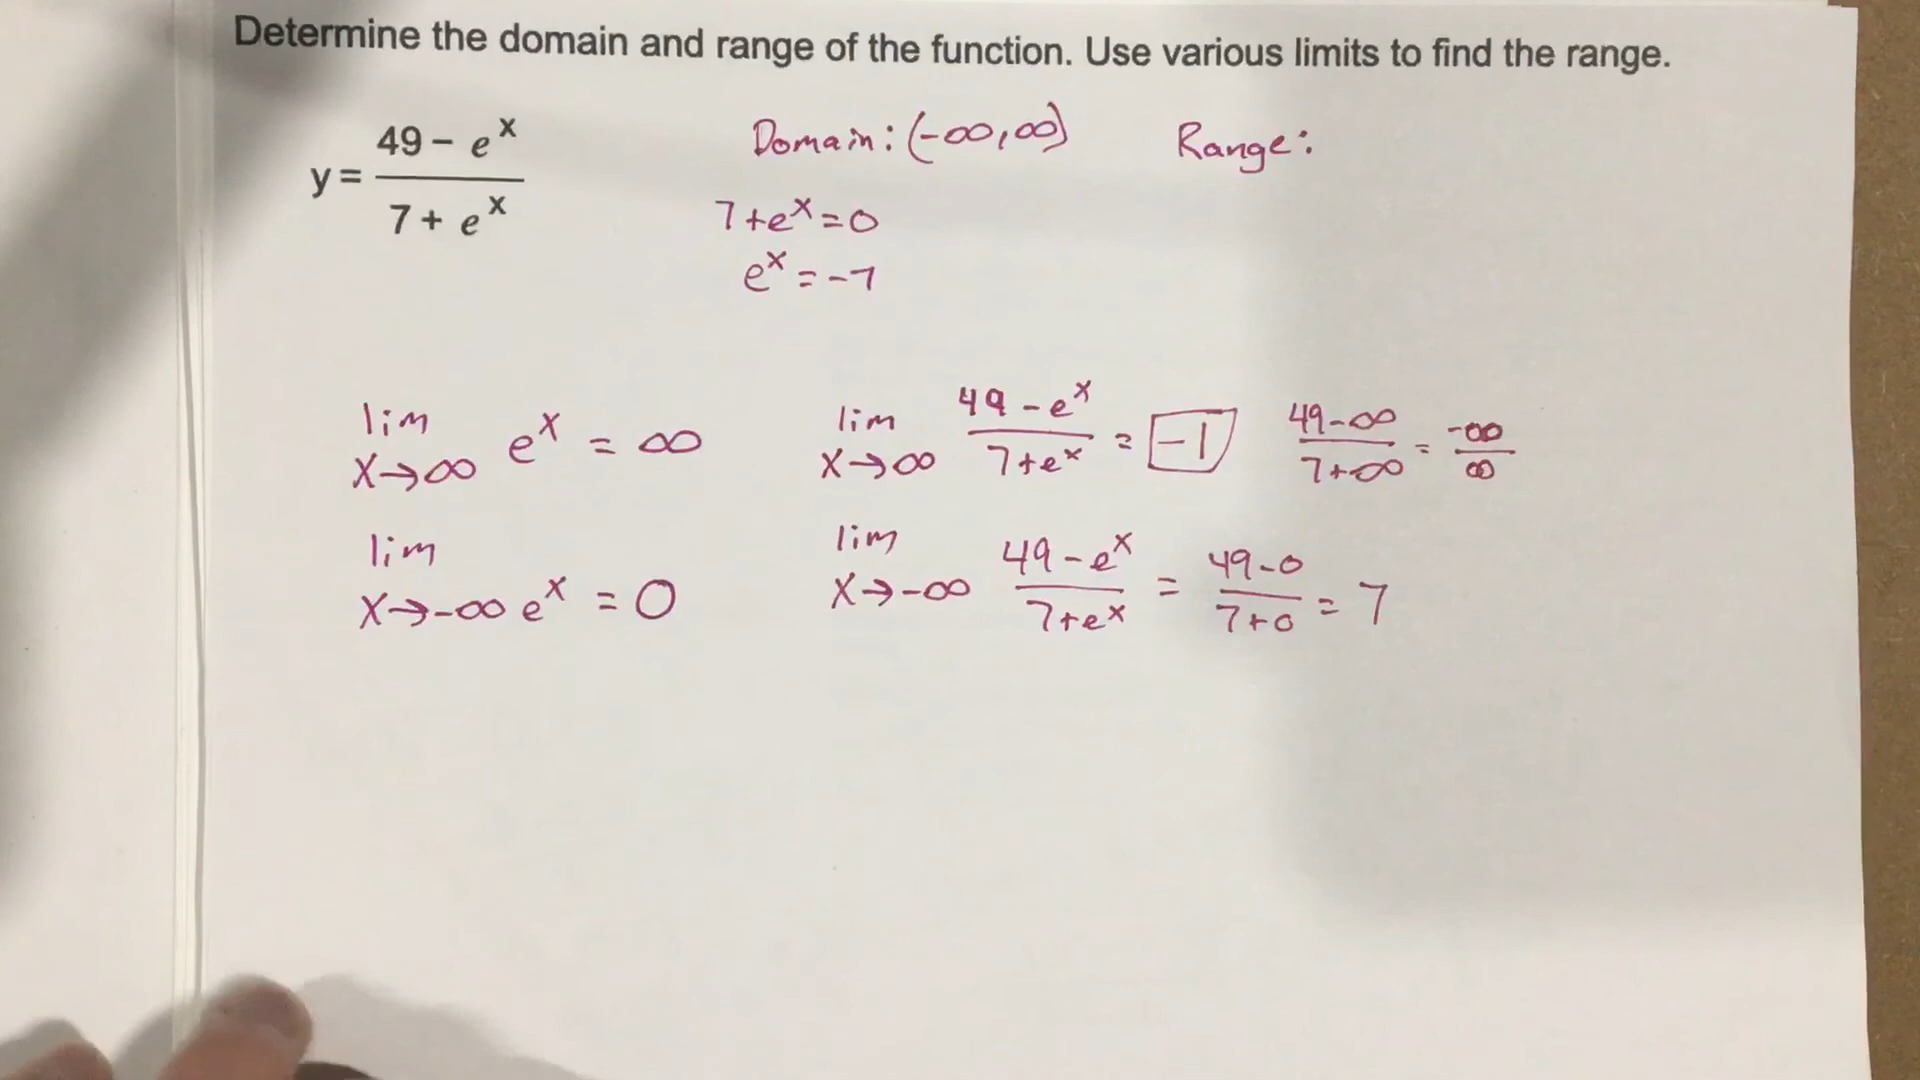 Determine the domain and range of the function. Use various limits to find the range.
y = (49 − e^x)/(7 + e^x)
Domain: (-∞,∞)
Range:
7+e^x=0
e^x = -7
lim x→∞ e^x = ∞
lim x→∞ (49-e^x)/(7+e^x) = -1
(49-∞)/(7+∞) = -∞/∞
lim x→-∞ e^x = 0
lim x→-∞ (49-e^x)/(7+e^x) = (49-0)/(7+0) = 7